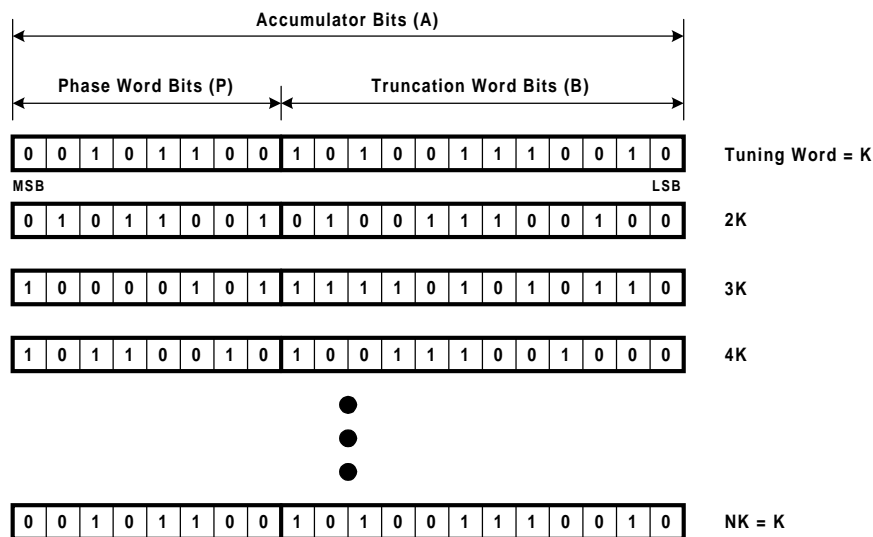 Accumulator Bits (A)
Phase Word Bits (P) Truncation Word Bits (B)
0 0 1 0 1 1 0 0 1 0 1 0 0 1 1 1 0 0 1 0 Tuning Word = K
MSB LSB
0 1 0 1 1 0 0 1 0 1 0 0 1 1 1 0 0 1 0 0 2K
1 0 0 0 0 1 0 1 1 1 1 1 0 1 0 1 0 1 1 0 3K
1 0 1 1 0 0 1 0 1 0 0 1 1 1 0 0 1 0 0 0 4K
0 0 1 0 1 1 0 0 1 0 1 0 0 1 1 1 0 0 1 0 NK = K